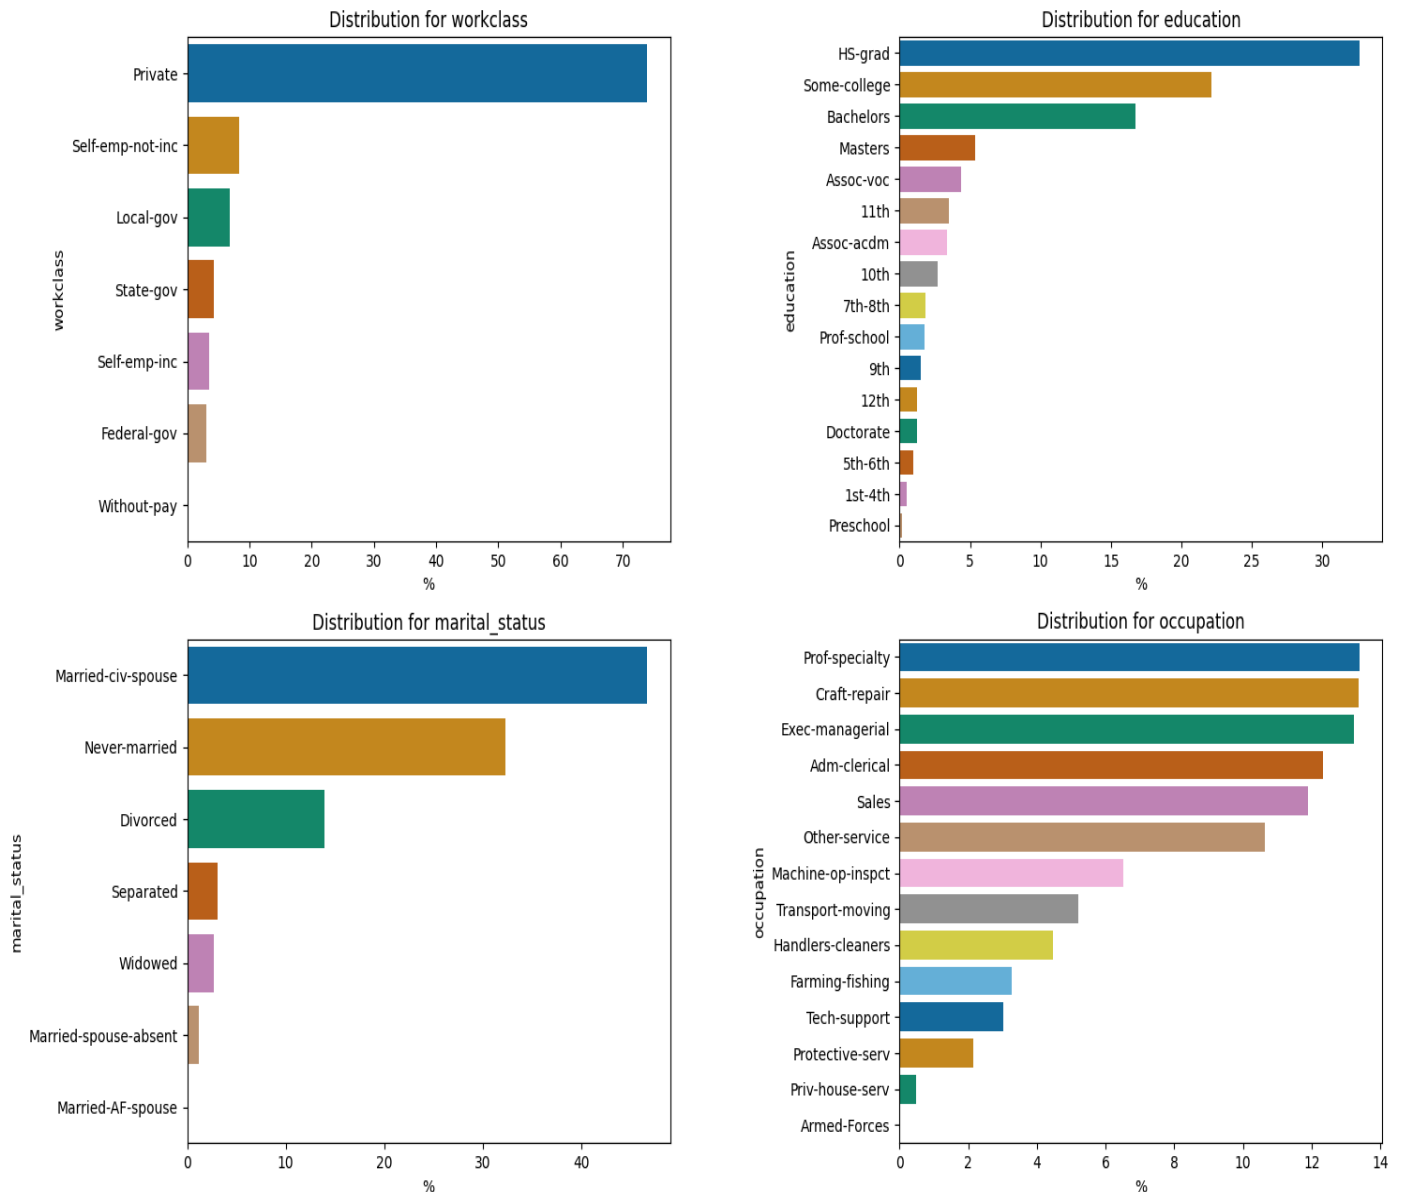 Distribution for workclass
workclass
Private
Self-emp-not-inc
Local-gov
State-gov
Self-emp-inc
Federal-gov
Without-pay
0 10 20 30 40 50 60 70
%
Distribution for education
education
HS-grad
Some-college
Bachelors
Masters
Assoc-voc
11th
Assoc-acdm
10th
7th-8th
Prof-school
9th
12th
Doctorate
5th-6th
1st-4th
Preschool
0 5 10 15 20 25 30
%
Distribution for marital_status
marital_status
Married-civ-spouse
Never-married
Divorced
Separated
Widowed
Married-spouse-absent
Married-AF-spouse
0 10 20 30 40
%
Distribution for occupation
occupation
Prof-specialty
Craft-repair
Exec-managerial
Adm-clerical
Sales
Other-service
Machine-op-inspct
Transport-moving
Handlers-cleaners
Farming-fishing
Tech-support
Protective-serv
Priv-house-serv
Armed-Forces
0 2 4 6 8 10 12 14
%